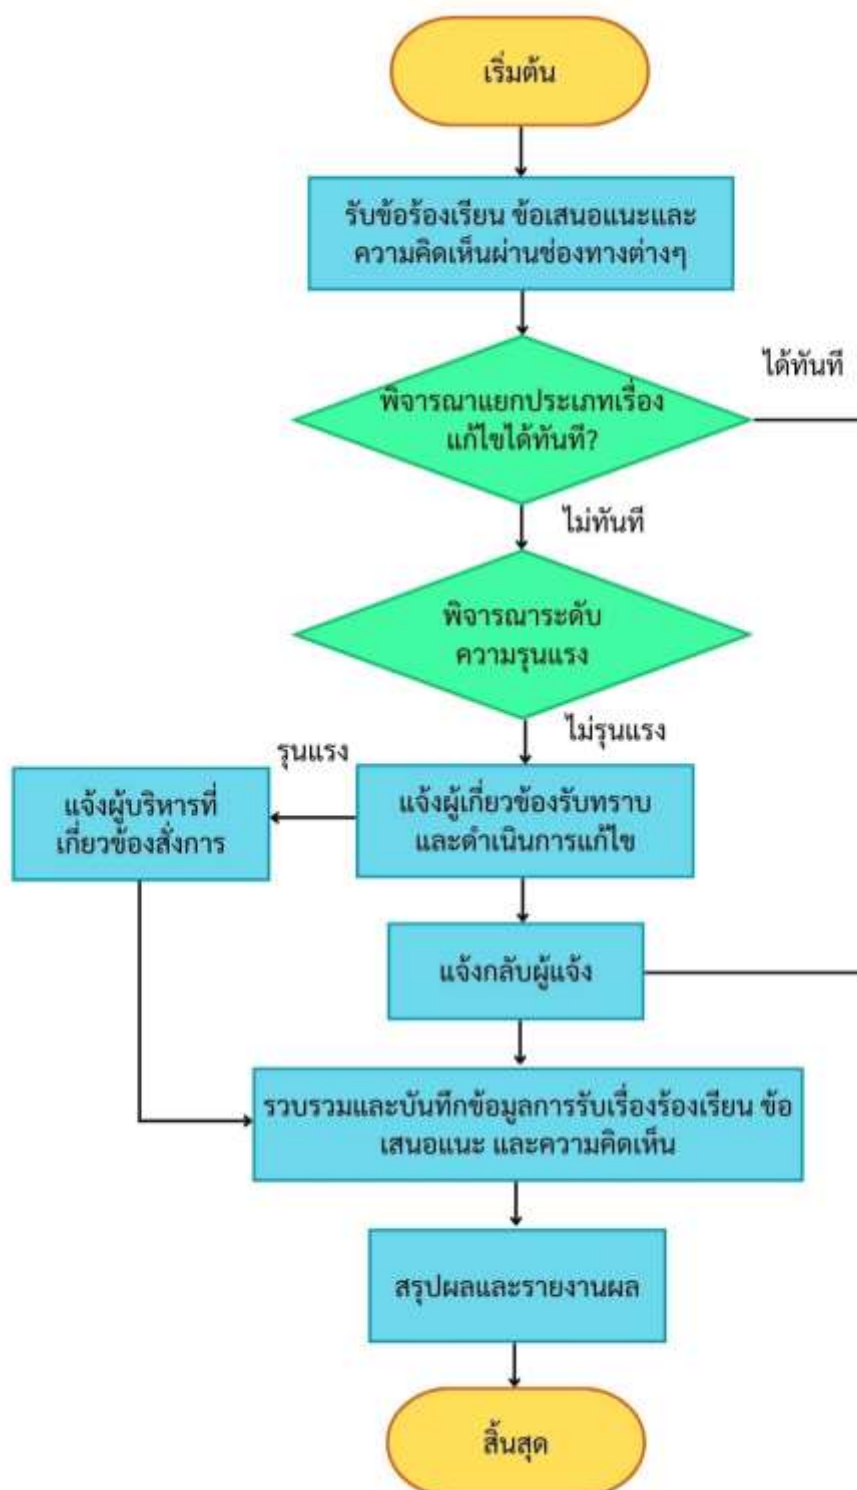 เริ่มต้น
รับข้อร้องเรียน ข้อเสนอแนะและ
ความคิดเห็นผ่านช่องทางต่างๆ
ได้ทันที
พิจารณาแยกประเภทเรื่อง
แก้ไขได้ทันที?
ไม่ทันที
พิจารณาระดับ
ความรุนแรง
ไม่รุนแรง
รุนแรง
แจ้งผู้บริหารที่
เกี่ยวข้องสั่งการ
แจ้งผู้เกี่ยวข้องรับทราบ
และดำเนินการแก้ไข
แจ้งกลับผู้แจ้ง
รวบรวมและบันทึกข้อมูลการรับเรื่องร้องเรียน ข้อ
เสนอแนะ และความคิดเห็น
สรุปผลและรายงานผล
สิ้นสุด